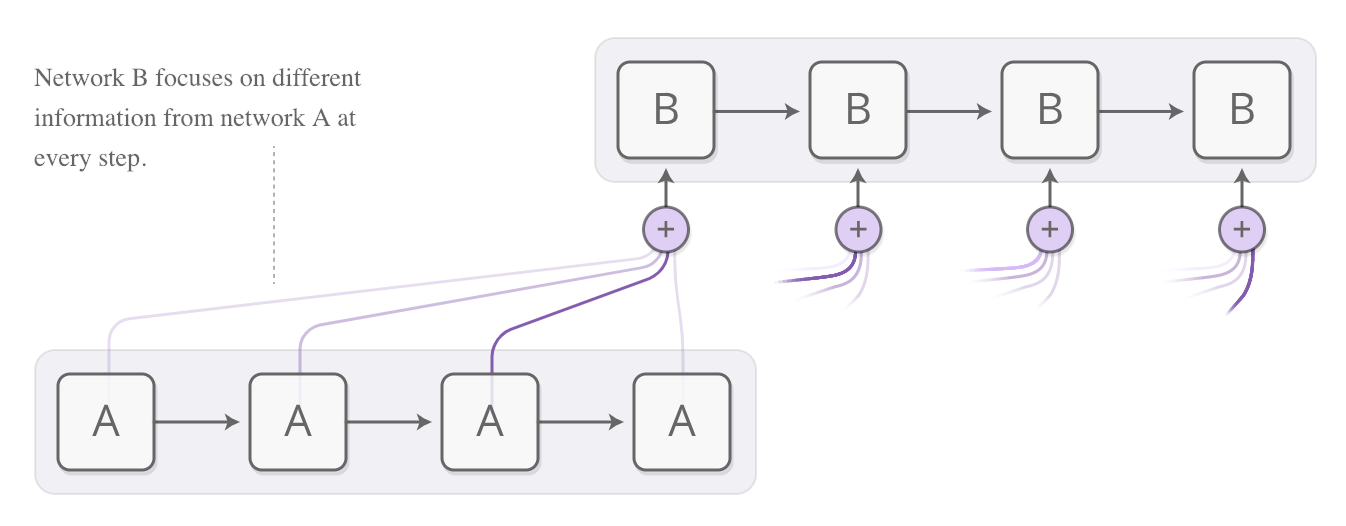 Network B focuses on different
information from network A at
every step.
B B B B
+ + + +
A A A A